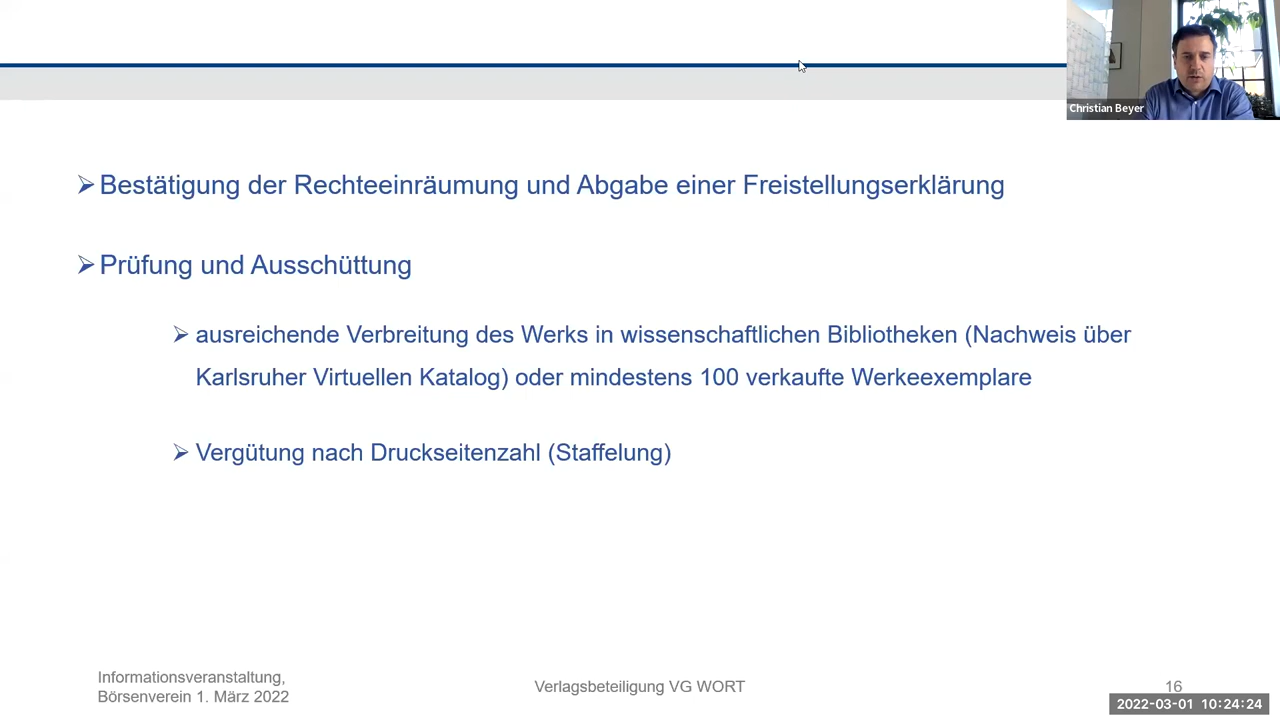 Christian Beyer
Bestätigung der Rechteeinräumung und Abgabe einer Freistellungserklärung
Prüfung und Ausschüttung
ausreichende Verbreitung des Werks in wissenschaftlichen Bibliotheken (Nachweis über
Karlsruher Virtuellen Katalog) oder mindestens 100 verkaufte Werkeexemplare
Vergütung nach Druckseitenzahl (Staffelung)
Informationsveranstaltung,
Börsenverein 1. März 2022
Verlagsbeteiligung VG WORT
16
2022-03-01 10:24:24